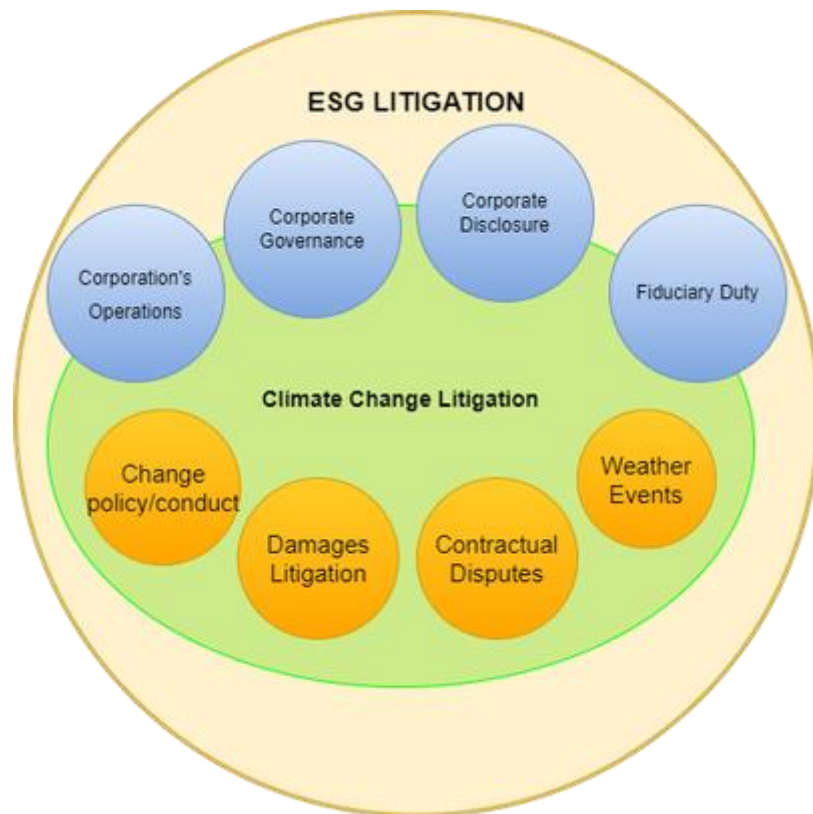 ESG LITIGATION
Corporate
Governance
Corporate
Disclosure
Corporation's
Operations
Fiduciary Duty
Climate Change Litigation
Change
policy/conduct
Damages
Litigation
Contractual
Disputes
Weather
Events